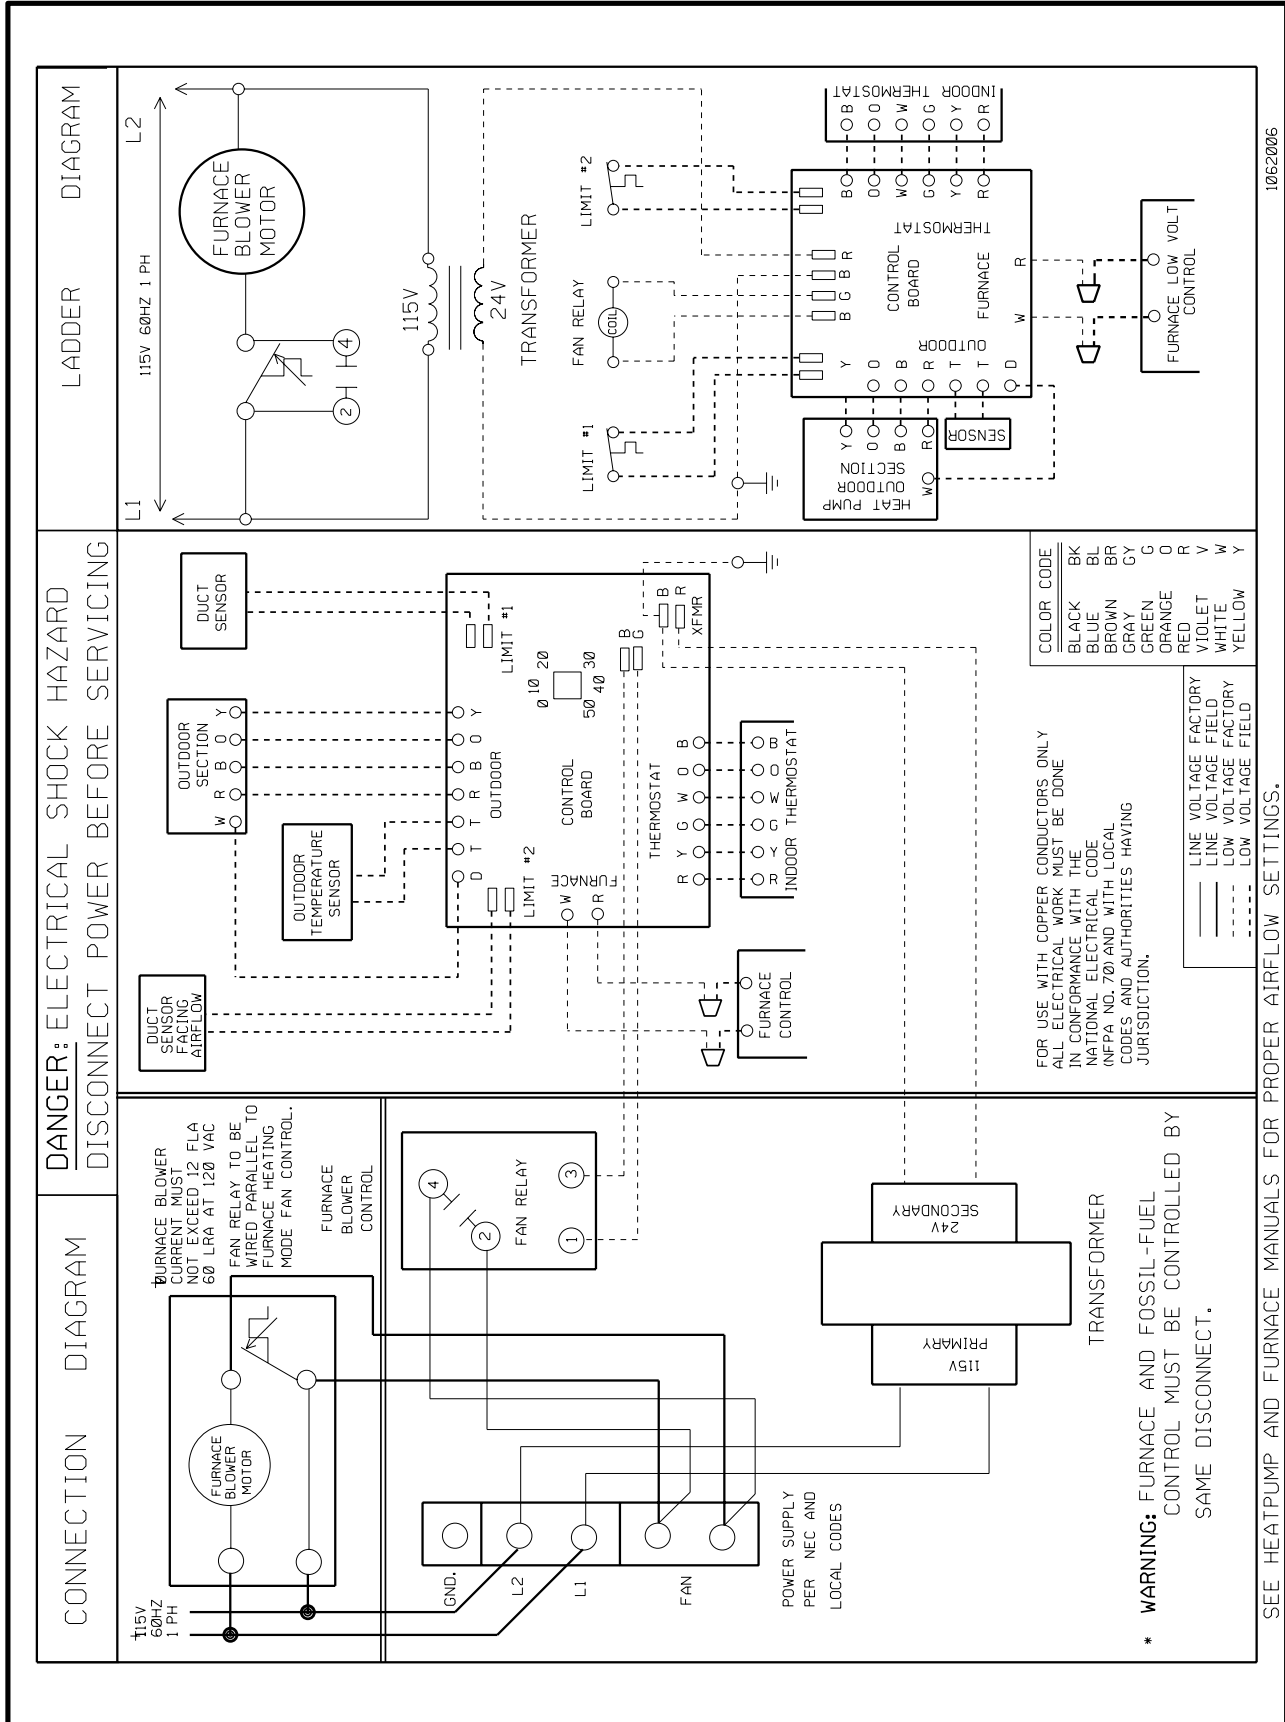 CONNECTION DIAGRAM
DANGER: ELECTRICAL SHOCK HAZARD
DISCONNECT POWER BEFORE SERVICING
LADDER DIAGRAM
115V
60HZ
1 PH
FURNACE
BLOWER
MOTOR
FURNACE BLOWER
CURRENT MUST
NOT EXCEED 12 FLA
60 LRA AT 120 VAC
FAN RELAY TO BE
WIRED PARALLEL TO
FURNACE HEATING
MODE FAN CONTROL.
FURNACE
BLOWER
CONTROL
GND.
L2
L1
FAN
POWER SUPPLY
PER NEC AND
LOCAL CODES
4
2
FAN RELAY
3
1
115V
PRIMARY
24V
SECONDARY
TRANSFORMER
* WARNING: FURNACE AND FOSSIL-FUEL
CONTROL MUST BE CONTROLLED BY
SAME DISCONNECT.
DUCT
SENSOR
FACING
AIRFLOW
OUTDOOR
TEMPERATURE
SENSOR
OUTDOOR
SECTION
W R B O Y
DUCT
SENSOR
D T T R B O Y
OUTDOOR
LIMIT #2
LIMIT #1
FURNACE
W
R
CONTROL
BOARD
0 10 20
50 40 30
B
G
B
R
XFMR
THERMOSTAT
R Y G W O B
R Y G W O B
INDOOR THERMOSTAT
FURNACE
CONTROL
FOR USE WITH COPPER CONDUCTORS ONLY
ALL ELECTRICAL WORK MUST BE DONE
IN CONFORMANCE WITH THE
NATIONAL ELECTRICAL CODE
(NFPA NO. 70) AND WITH LOCAL
CODES AND AUTHORITIES HAVING
JURISDICTION.
LINE VOLTAGE FACTORY
LINE VOLTAGE FIELD
LOW VOLTAGE FACTORY
LOW VOLTAGE FIELD
COLOR CODE
BLACK BK
BLUE BL
BROWN BR
GRAY GY
GREEN G
ORANGE O
RED R
VIOLET V
WHITE W
YELLOW Y
L1
L2
115V 60HZ 1 PH
2
4
FURNACE
BLOWER
MOTOR
115V
24V
TRANSFORMER
LIMIT #1
FAN RELAY
COIL
LIMIT #2
B G B R
CONTROL
BOARD
HEAT PUMP
OUTDOOR
SECTION
Y
O
B
R
W
SENSOR
Y
O
B
R
T
T
D
OUTDOOR
FURNACE
W R
THERMOSTAT
B
O
W
G
Y
R
B
O
W
G
Y
R
INDOOR THERMOSTAT
FURNACE LOW VOLT
CONTROL
SEE HEATPUMP AND FURNACE MANUALS FOR PROPER AIRFLOW SETTINGS.
1062006